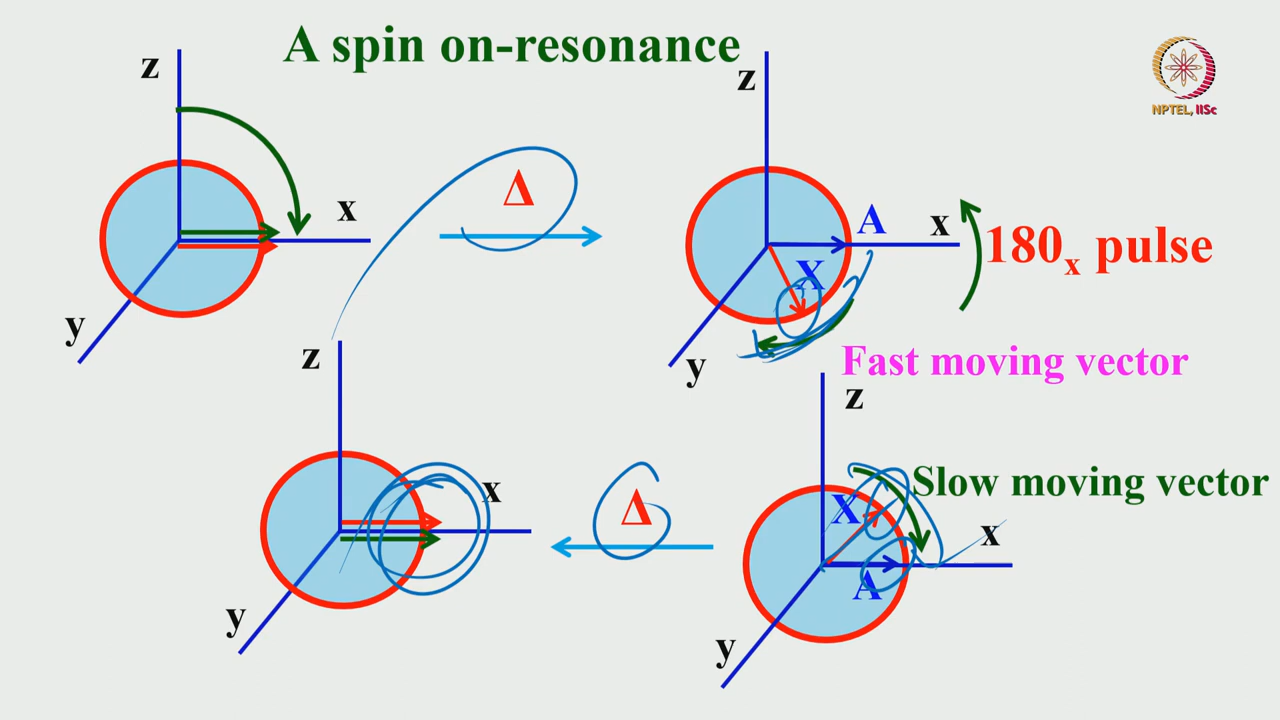 A spin on-resonance
NPTEL, IISc
z
x
y
Δ
z
A
x
X
y
180x pulse
Fast moving vector
z
x
y
Δ
z
Slow moving vector
X
x
A
y